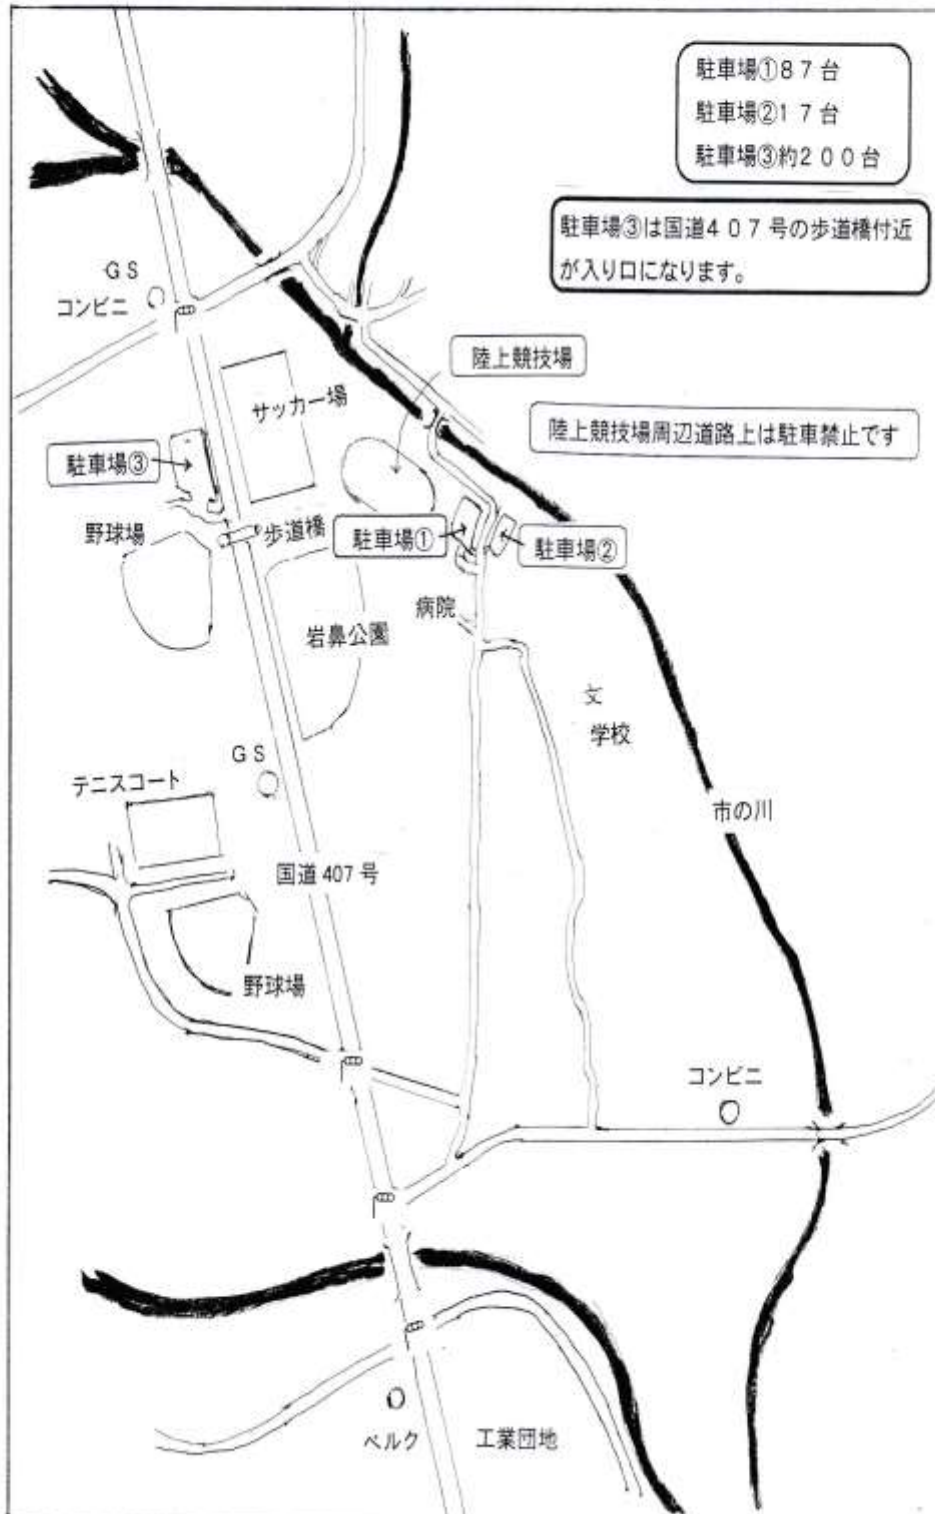 駐車場①87台
駐車場②17台
駐車場③約200台
駐車場③は国道407号の歩道橋付近
が入り口になります。
GS
コンビニ
陸上競技場
サッカー場
陸上競技場周辺道路上は駐車禁止です
駐車場③
野球場
歩道橋
駐車場①
駐車場②
病院
岩鼻公園
文
学校
GS
テニスコート
市の川
国道407号
野球場
コンビニ
ベルク
工業団地